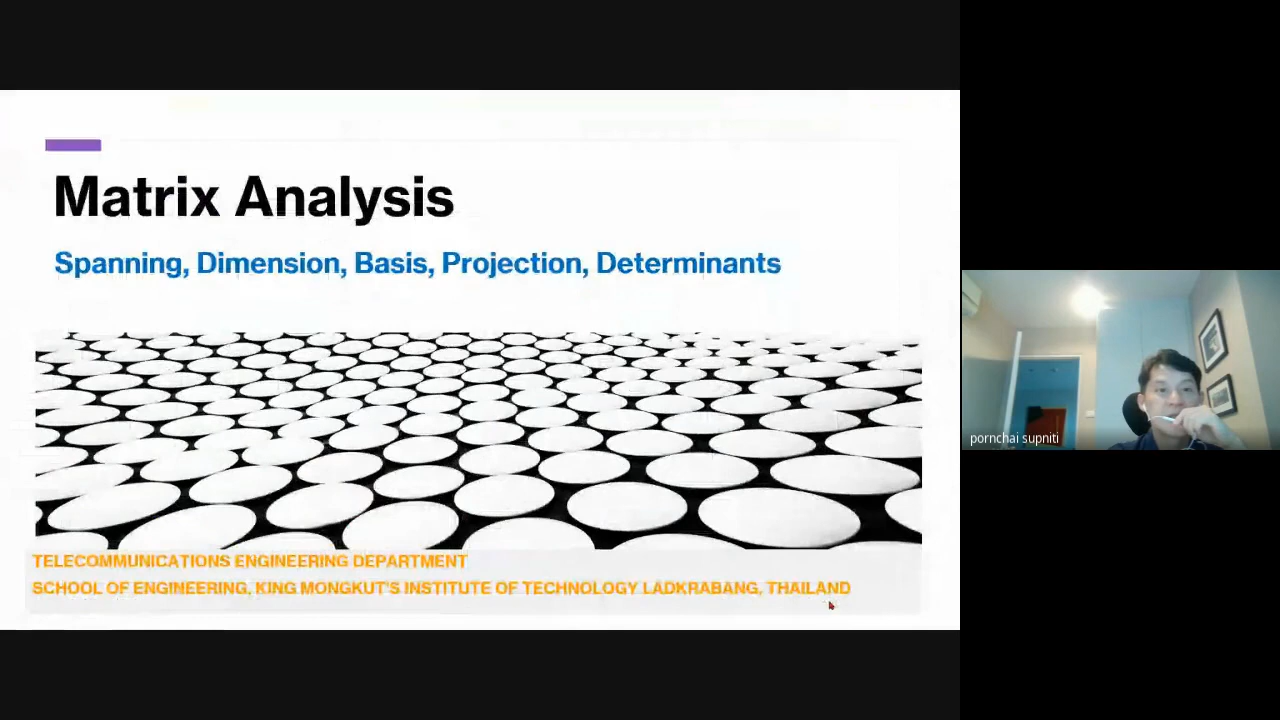 Matrix Analysis
Spanning, Dimension, Basis, Projection, Determinants
TELECOMMUNICATIONS ENGINEERING DEPARTMENT
SCHOOL OF ENGINEERING, KING MONGKUT'S INSTITUTE OF TECHNOLOGY LADKRABANG, THAILAND
pornchai supniti